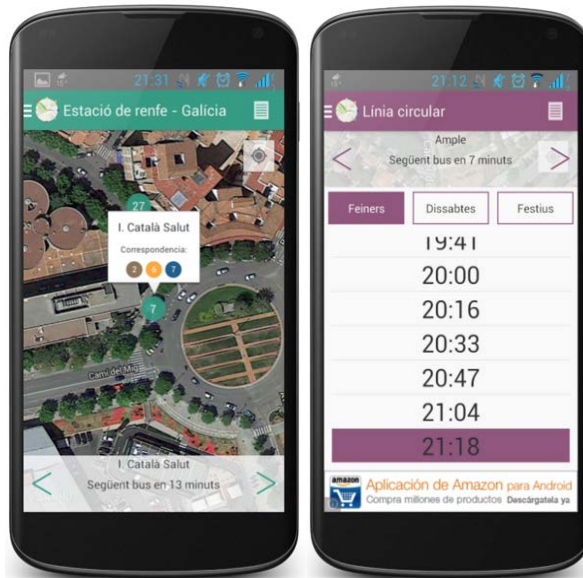 21:31
Estació de renfe - Galícia
27
I. Català Salut
Correspondencia:
2 6 7
7
Camí del Mig
I. Català Salut
Següent bus en 13 minuts
21:12
Línia circular
Ample
Següent bus en 7 minuts
Feiners Dissabtes Festius
19:41
20:00
20:16
20:33
20:47
21:04
21:18
amazon
Aplicación de Amazon para Android
Compra millones de productos Descárgatela ya